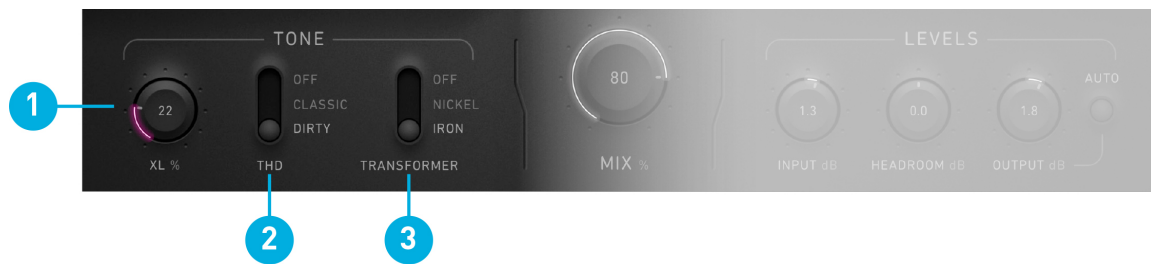 TONE
LEVELS
1
22
OFF
CLASSIC
DIRTY
OFF
NICKEL
IRON
80
1.3
0.0
1.8
AUTO
XL %
THD
TRANSFORMER
MIX %
INPUT dB
HEADROOM dB
OUTPUT dB
2
3